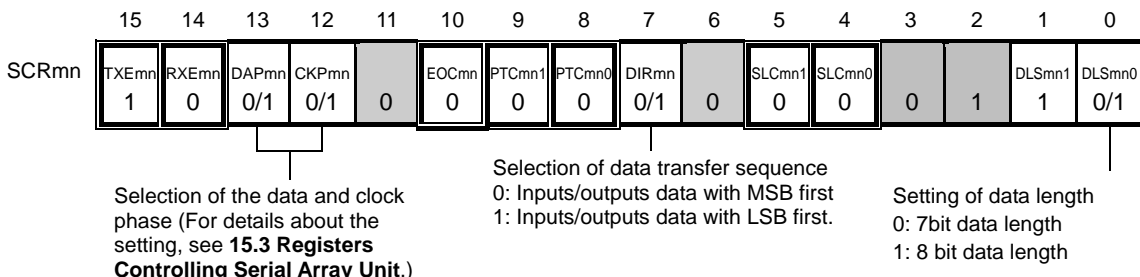 15 14 13 12 11 10 9 8 7 6 5 4 3 2 1 0
SCRmn TXEmn RXEmn DAPmn CKPmn EOCmn PTCmn1 PTCmn0 DIRmn SLCmn1 SLCmn0 DLSmn1 DLSmn0
1 0 0/1 0/1 0 0 0 0 0/1 0 0 0 0 1 1 0/1
Selection of the data and clock
phase (For details about the
setting, see 15.3 Registers
Controlling Serial Array Unit.)
Selection of data transfer sequence
0: Inputs/outputs data with MSB first
1: Inputs/outputs data with LSB first.
Setting of data length
0: 7bit data length
1: 8 bit data length